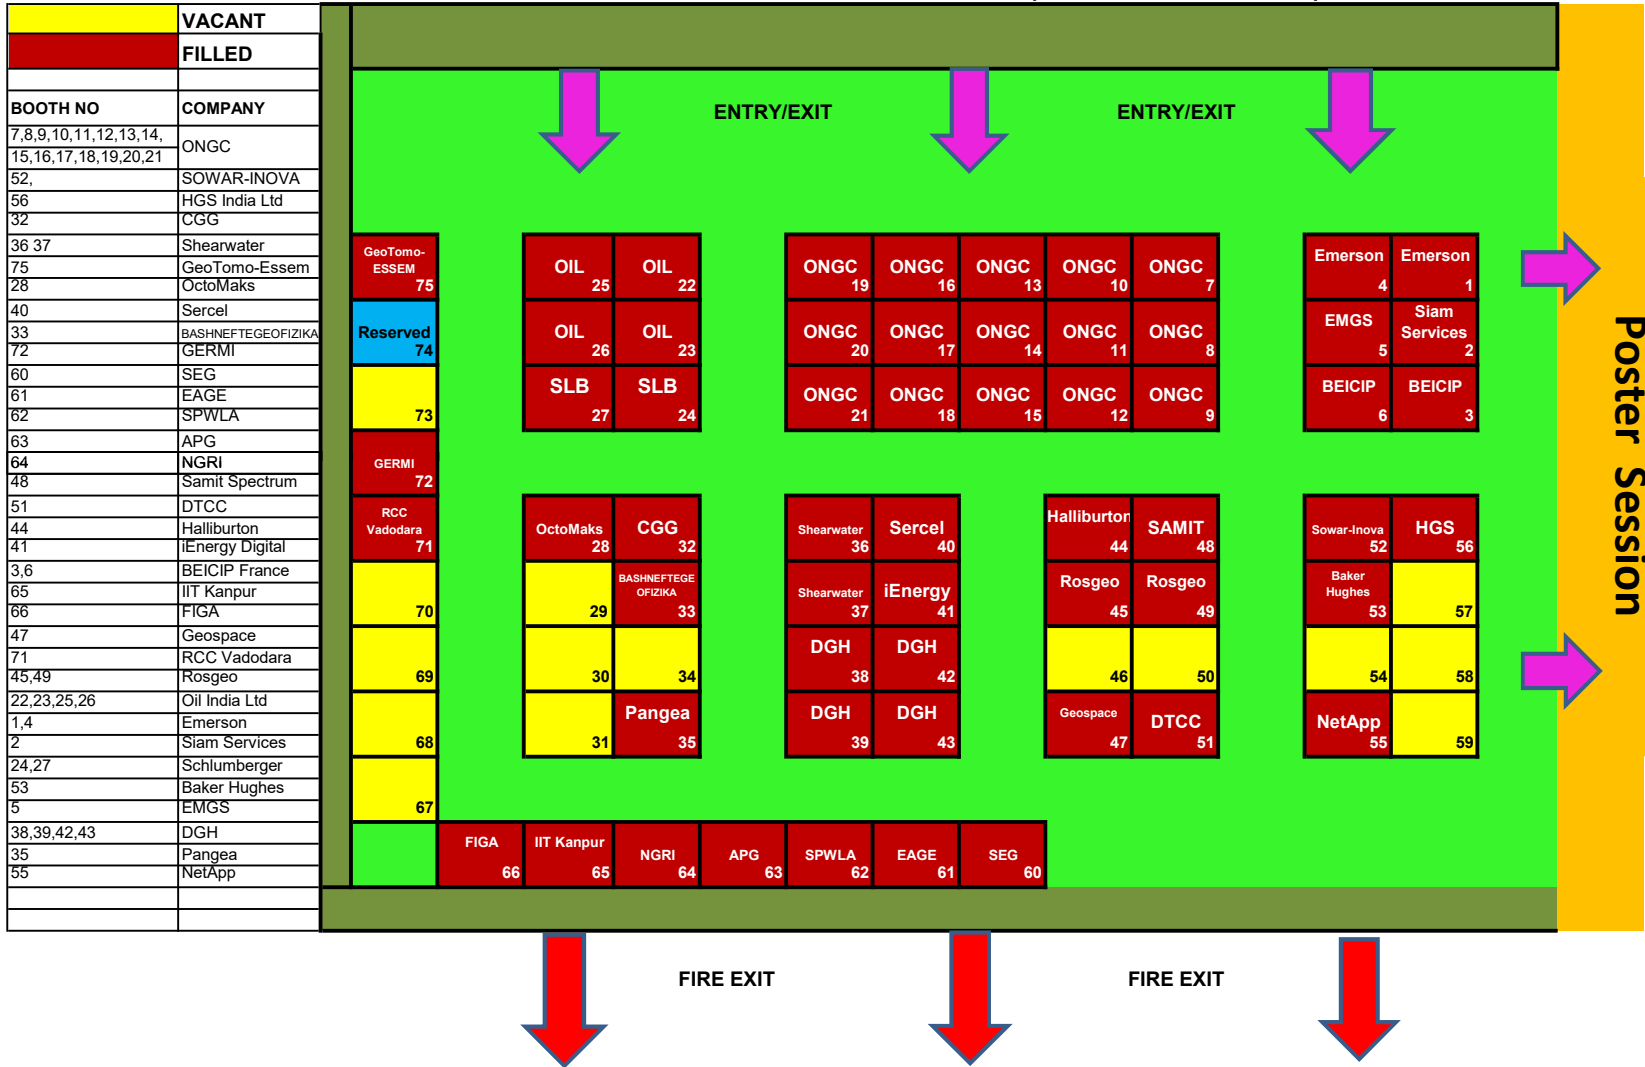 VACANT
FILLED
BOOTH NO COMPANY
7,8,9,10,11,12,13,14,
15,16,17,18,19,20,21 ONGC
52, SOWAR-INOVA
56 HGS India Ltd
32 CGG
36 37 Shearwater
75 GeoTomo-Essem
28 OctoMaks
40 Sercel
33 BASHNEFTEGEOFIZIKA
72 GERMI
60 SEG
61 EAGE
62 SPWLA
63 APG
64 NGRI
48 Samit Spectrum
51 DTCC
44 Halliburton
41 iEnergy Digital
3,6 BEICIP France
65 IIT Kanpur
66 FIGA
47 Geospace
71 RCC Vadodara
45,49 Rosgeo
22,23,25,26 Oil India Ltd
1,4 Emerson
2 Siam Services
24,27 Schlumberger
53 Baker Hughes
5 EMGS
38,39,42,43 DGH
35 Pangea
55 NetApp
ENTRY/EXIT ENTRY/EXIT
GeoTomo-
ESSEM
75
OIL 25 OIL 22
ONGC 19 ONGC 16 ONGC 13 ONGC 10 ONGC 7
Emerson 4 Emerson 1
Reserved
74
OIL 26 OIL 23
ONGC 20 ONGC 17 ONGC 14 ONGC 11 ONGC 8
EMGS 5
Siam
Services
2
73
SLB 27 SLB 24
ONGC 21 ONGC 18 ONGC 15 ONGC 12 ONGC 9
BEICIP 6 BEICIP 3
GERMI
72
RCC
Vadodara
71
OctoMaks 28 CGG 32
Shearwater 36 Sercel 40
Halliburton 44 SAMIT 48
Sowar-Inova 52 HGS 56
70
29
BASHNEFTEGE
OFIZIKA
33
Shearwater 37 iEnergy 41
Rosgeo 45 Rosgeo 49
Baker
Hughes
53
57
69
30 34
DGH 38 DGH 42
46 50
54 58
68
31 Pangea 35
DGH 39 DGH 43
Geospace 47 DTCC 51
NetApp 55 59
67
FIGA 66 IIT Kanpur 65 NGRI 64 APG 63 SPWLA 62 EAGE 61 SEG 60
Poster Session
FIRE EXIT FIRE EXIT